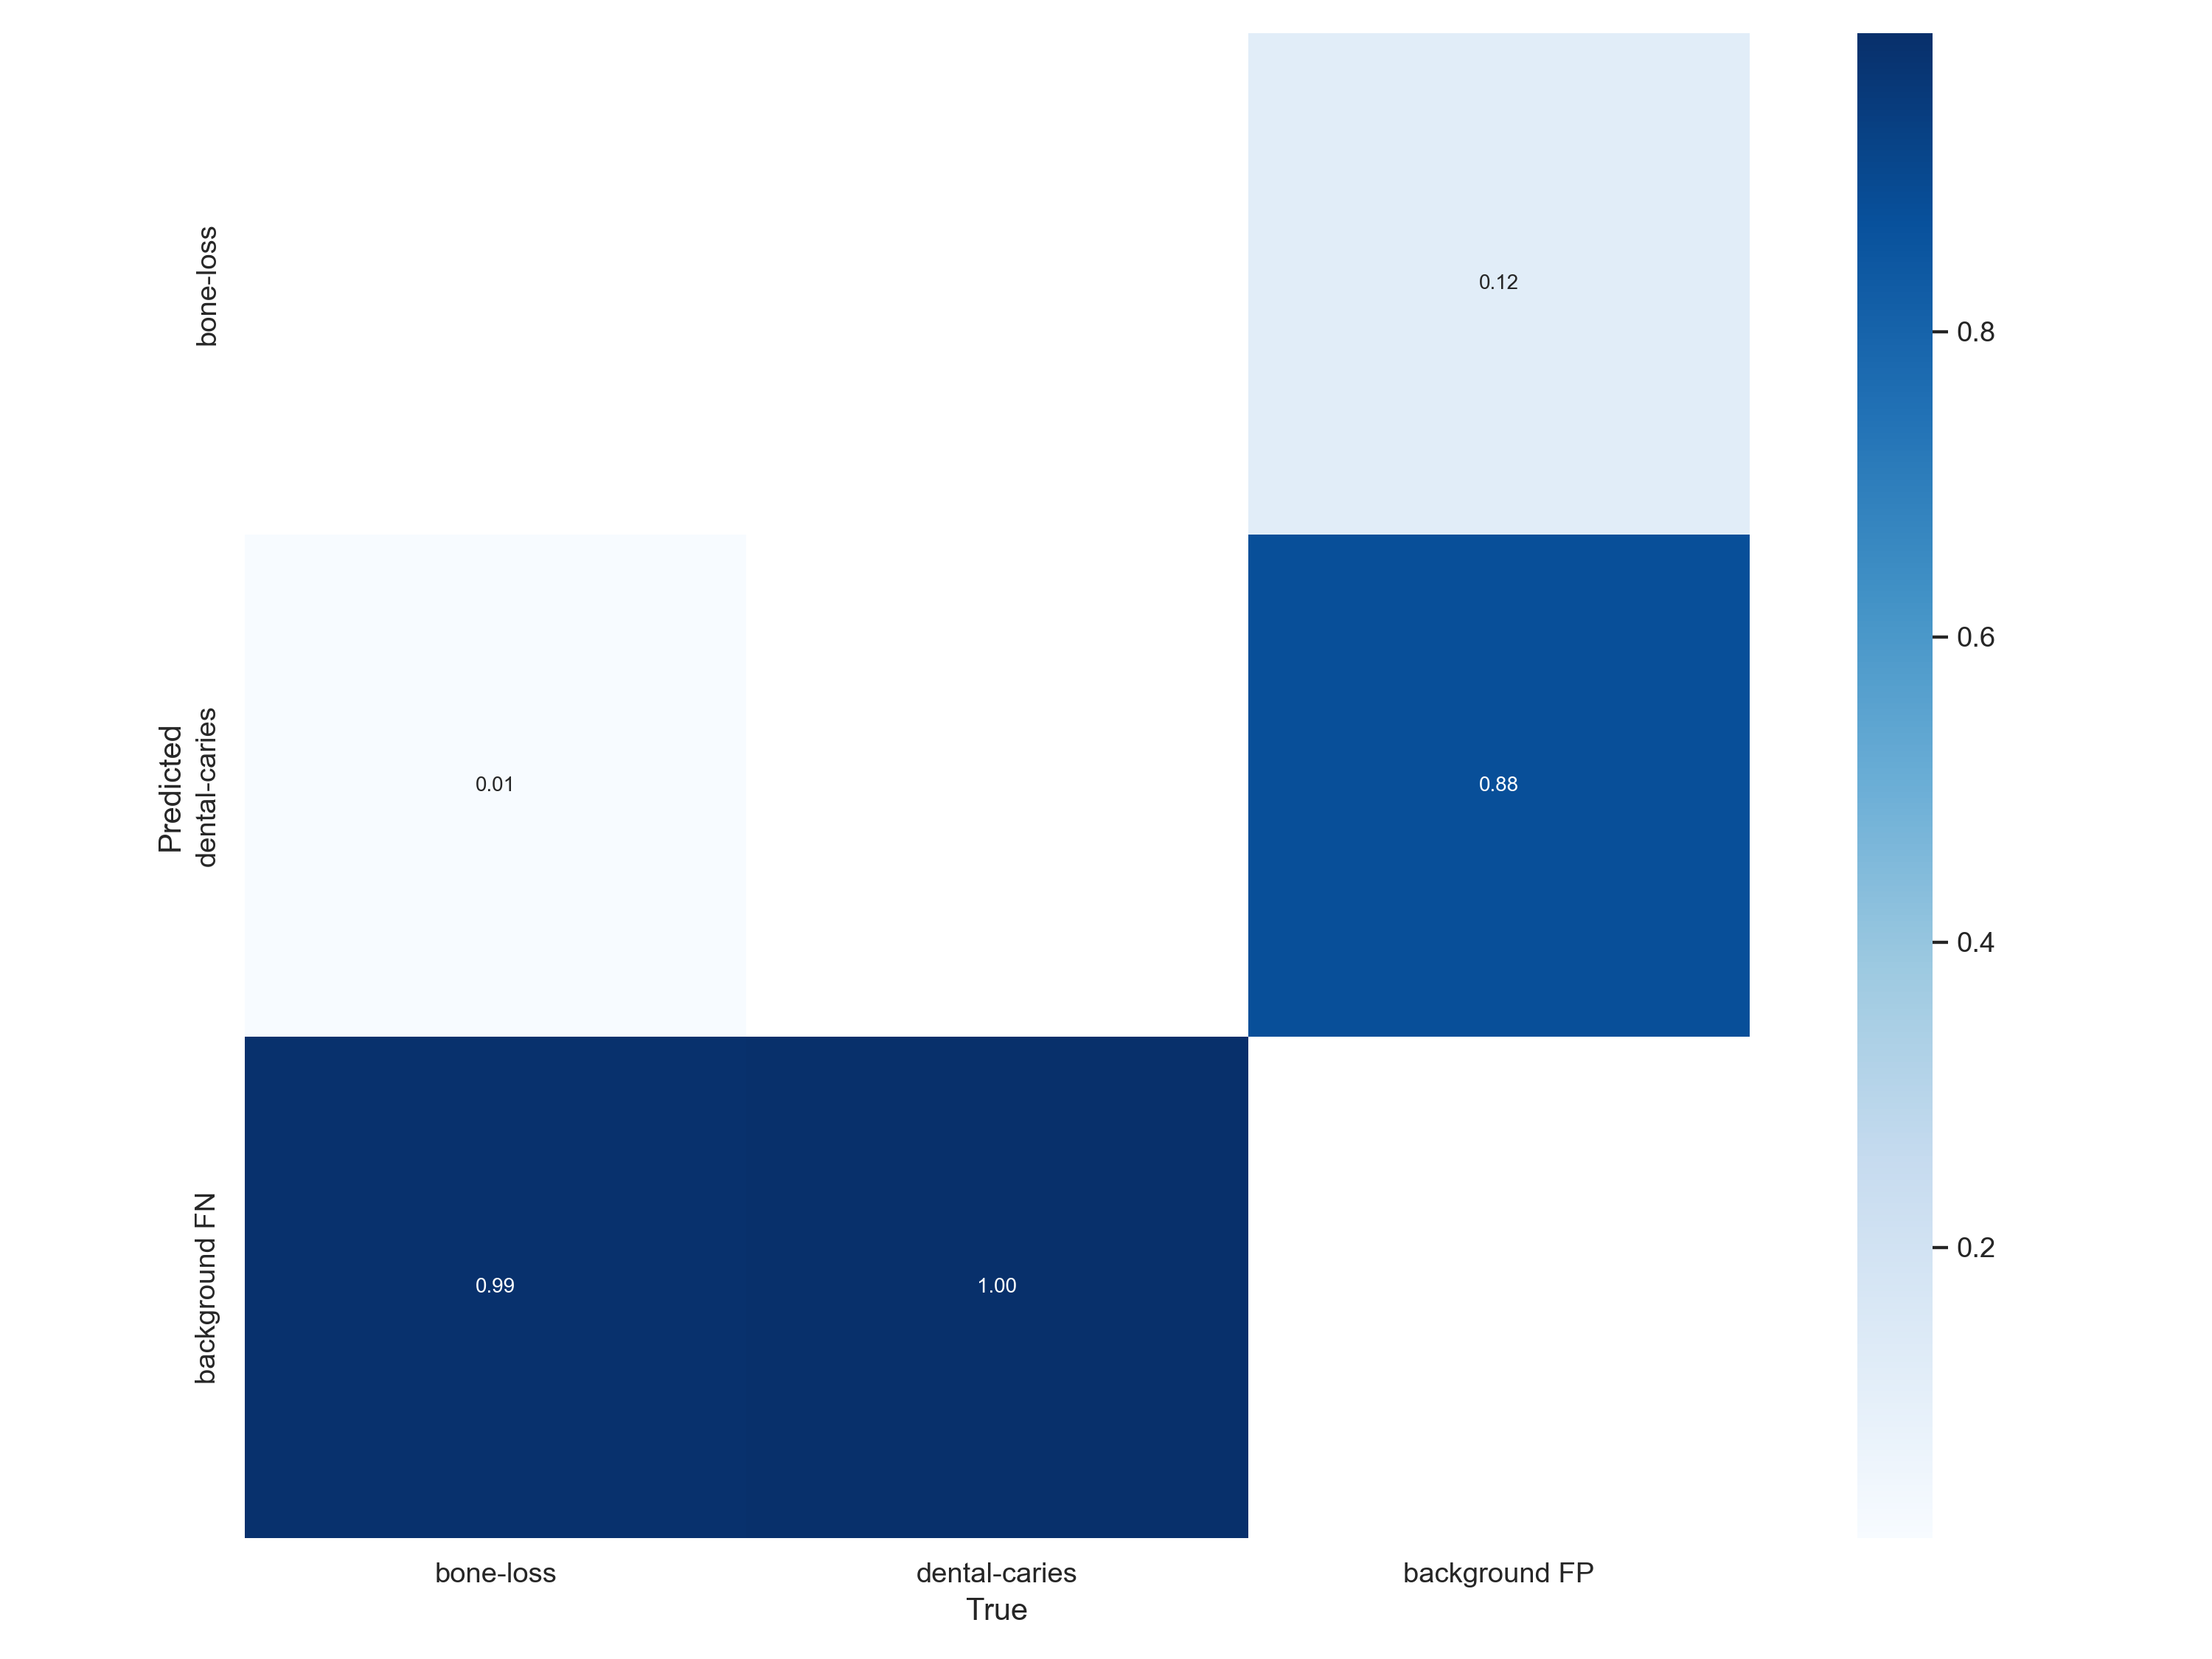 bone-loss
0.12
0.8
0.6
Predicted
dental-caries
0.01
0.88
0.4
background FN
0.99
1.00
0.2
bone-loss
dental-caries
background FP
True